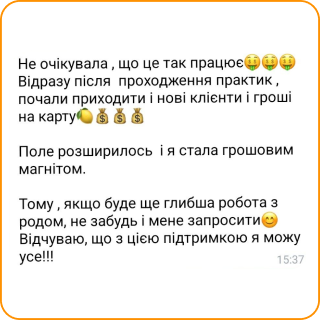 Не очікувала , що це так працює🤑🤑🤑
Відразу після  проходження практик ,
почали приходити і нові клієнти і гроші
на карту🍋💰💰💰
Поле розширилось  і я стала грошовим
магнітом.
Тому , якщо буде ще глибша робота з
родом, не забудь і мене запросити😊
Відчуваю, що з цією підтримкою я можу
усе!!!
15:37